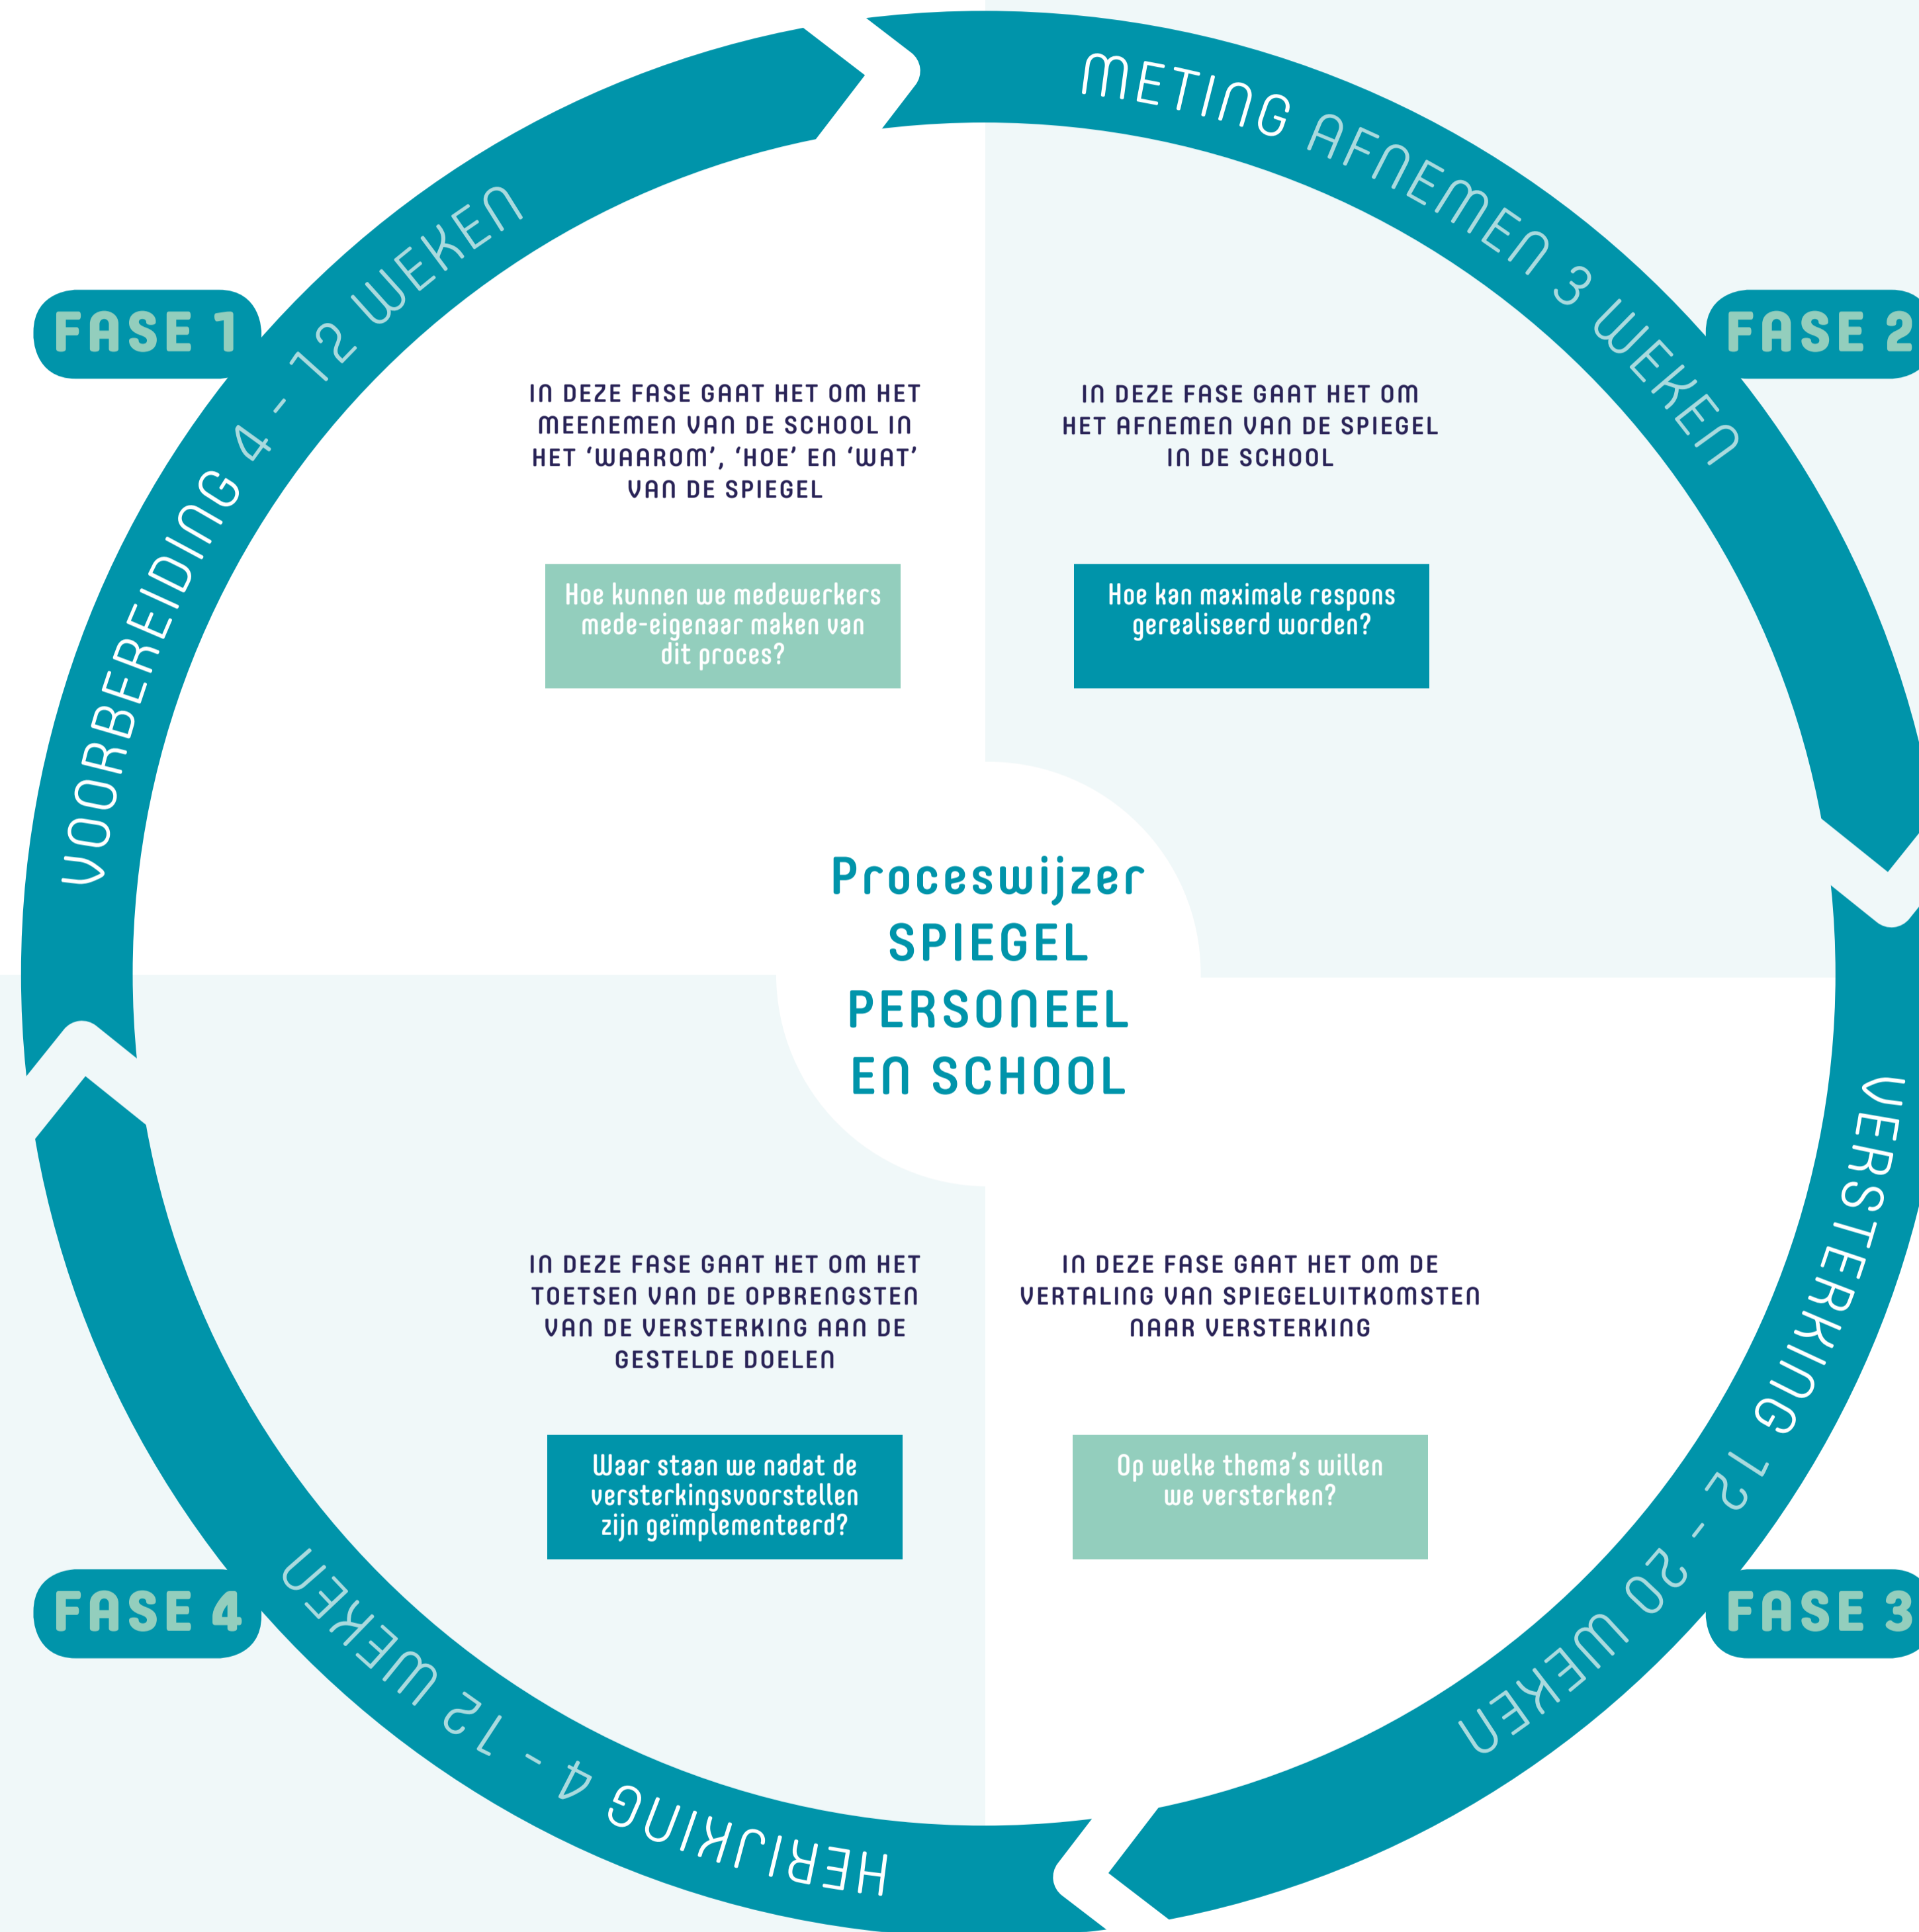 FASE 1
VOORBEREIDING 4 - 12 WEKEN
IN DEZE FASE GAAT HET OM HET
MEENEMEN VAN DE SCHOOL IN
HET ‘WAAROM’, ‘HOE’ EN ‘WAT’
VAN DE SPIEGEL
Hoe kunnen we medewerkers
mede-eigenaar maken van
dit proces?
FASE 2
METING AFNEMEN 3 WEKEN
IN DEZE FASE GAAT HET OM
HET AFNEMEN VAN DE SPIEGEL
IN DE SCHOOL
Hoe kan maximale respons
gerealiseerd worden?
Proceswijzer
SPIEGEL
PERSONEEL
EN SCHOOL
FASE 3
VERSTERKING 12 - 20 WEKEN
IN DEZE FASE GAAT HET OM DE
VERTALING VAN SPIEGELUITKOMSTEN
NAAR VERSTERKING
Op welke thema’s willen
we versterken?
FASE 4
HERIJKING 4 - 12 WEKEN
IN DEZE FASE GAAT HET OM HET
TOETSEN VAN DE OPBRENGSTEN
VAN DE VERSTERKING AAN DE
GESTELDE DOELEN
Waar staan we nadat de
versterkingsvoorstellen
zijn geïmplementeerd?